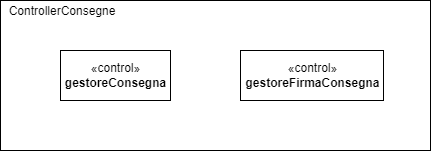 ControllerConsegne
«control» «control»
gestoreConsegna gestoreFirmaConsegna